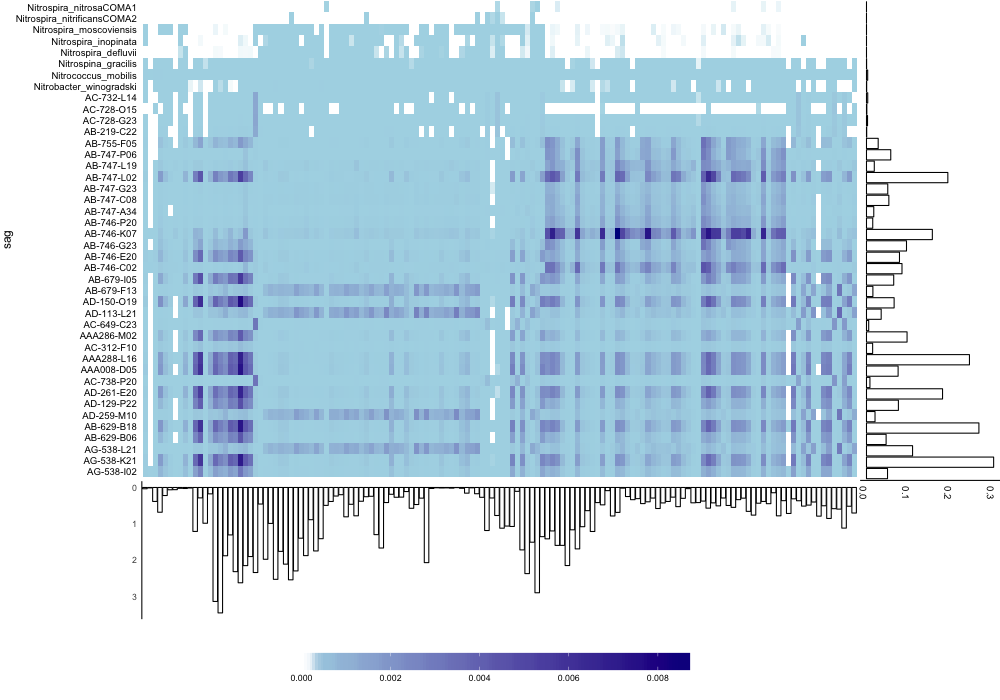 Nitrospira_nitrosaCOMA1
Nitrospira_nitrificansCOMA2
Nitrospira_moscoviensis
Nitrospira_inopinata
Nitrospira_defluvii
Nitrospina_gracilis
Nitrococcus_mobilis
Nitrobacter_winogradski
AC-732-L14
AC-728-O15
AC-728-G23
AB-219-C22
AB-755-F05
AB-747-P06
AB-747-L19
AB-747-L02
AB-747-G23
AB-747-C08
AB-747-A34
AB-746-P20
AB-746-K07
AB-746-G23
AB-746-E20
AB-746-C02
AB-679-I05
AB-679-F13
AD-150-O19
AD-113-L21
AC-649-C23
AAA286-M02
AC-312-F10
AAA288-L16
AAA008-D05
AC-738-P20
AD-261-E20
AD-129-P22
AD-259-M10
AB-629-B18
AB-629-B06
AG-538-L21
AG-538-K21
AG-538-I02
seg
0
1
2
3
0.0
0.1
0.2
0.3
0.000
0.002
0.004
0.006
0.008